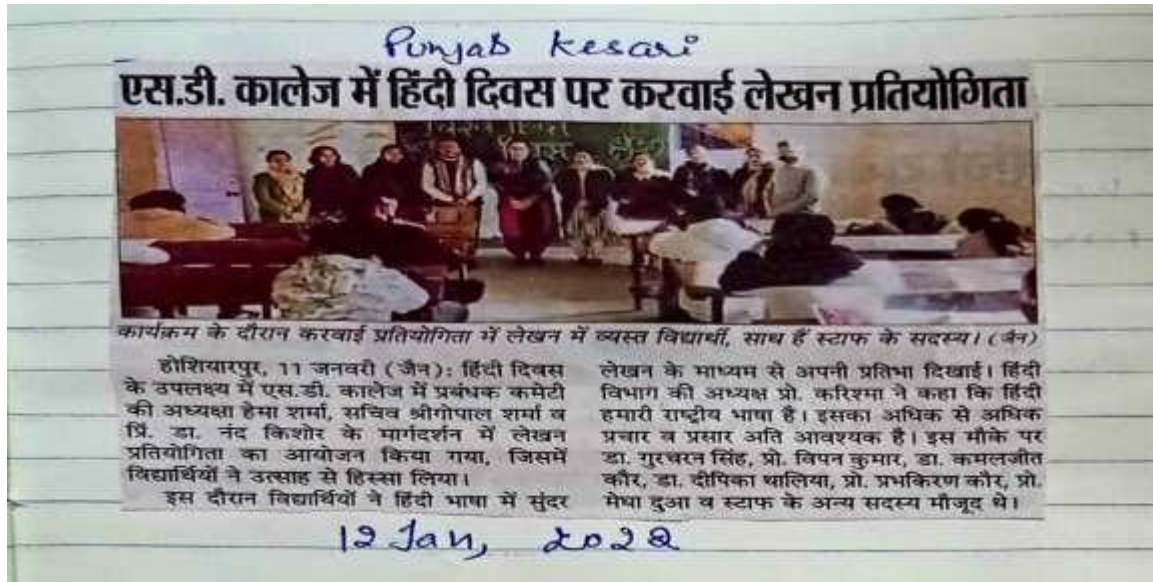 Punjab Kesari
एस.डी. कालेज में हिंदी दिवस पर करवाई लेखन प्रतियोगिता
कार्यक्रम के दौरान करवाई प्रतियोगिता में लेखन में व्यस्त विद्यार्थी, साथ हैं स्टाफ के सदस्य। (जैन)
होशियारपुर, 11 जनवरी (जैन): हिंदी दिवस
के उपलक्ष्य में एस.डी. कालेज में प्रबंधक कमेटी
की अध्यक्षा हेमा शर्मा, सचिव श्रीगोपाल शर्मा व
प्रिं. डा. नंद किशोर के मार्गदर्शन में लेखन
प्रतियोगिता का आयोजन किया गया, जिसमें
विद्यार्थियों ने उत्साह से हिस्सा लिया।
इस दौरान विद्यार्थियों ने हिंदी भाषा में सुंदर
लेखन के माध्यम से अपनी प्रतिभा दिखाई। हिंदी
विभाग की अध्यक्ष प्रो. करिश्मा ने कहा कि हिंदी
हमारी राष्ट्रीय भाषा है। इसका अधिक से अधिक
प्रचार व प्रसार अति आवश्यक है। इस मौके पर
डा. गुरचरन सिंह, प्रो. विपन कुमार, डा. कमलजीत
कौर, डा. दीपिका थालिया, प्रो. प्रभकिरण कौर, प्रो.
मेघा दुआ व स्टाफ के अन्य सदस्य मौजूद थे।
12 Jan, 2022